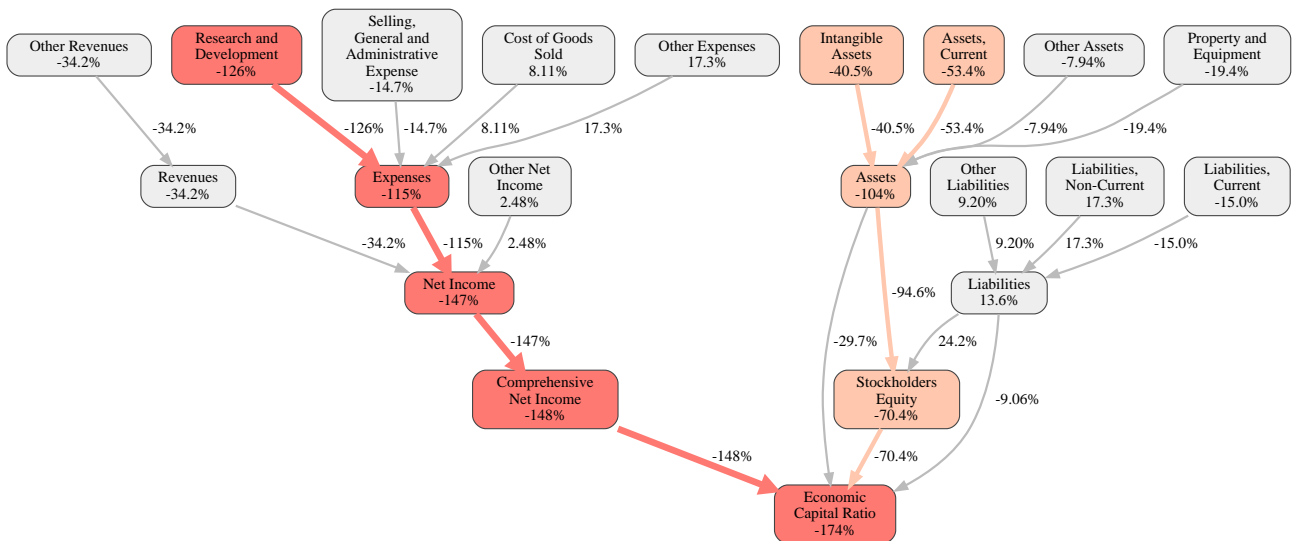 Other Revenues
-34.2%
Research and
Development
-126%
Selling,
General and
Administrative
Expense
-14.7%
Cost of Goods
Sold
8.11%
Other Expenses
17.3%
Intangible
Assets
-40.5%
Assets,
Current
-53.4%
Other Assets
-7.94%
Property and
Equipment
-19.4%
-34.2%
-126%
-14.7%
8.11%
17.3%
-40.5%
-53.4%
-7.94%
-19.4%
Revenues
-34.2%
Expenses
-115%
Other Net
Income
2.48%
Assets
-104%
Other
Liabilities
9.20%
Liabilities,
Non-Current
17.3%
Liabilities,
Current
-15.0%
-34.2%
-115%
2.48%
9.20%
17.3%
-15.0%
Net Income
-147%
-94.6%
Liabilities
13.6%
-147%
-29.7%
24.2%
Comprehensive
Net Income
-148%
Stockholders
Equity
-70.4%
-9.06%
-148%
-70.4%
Economic
Capital Ratio
-174%